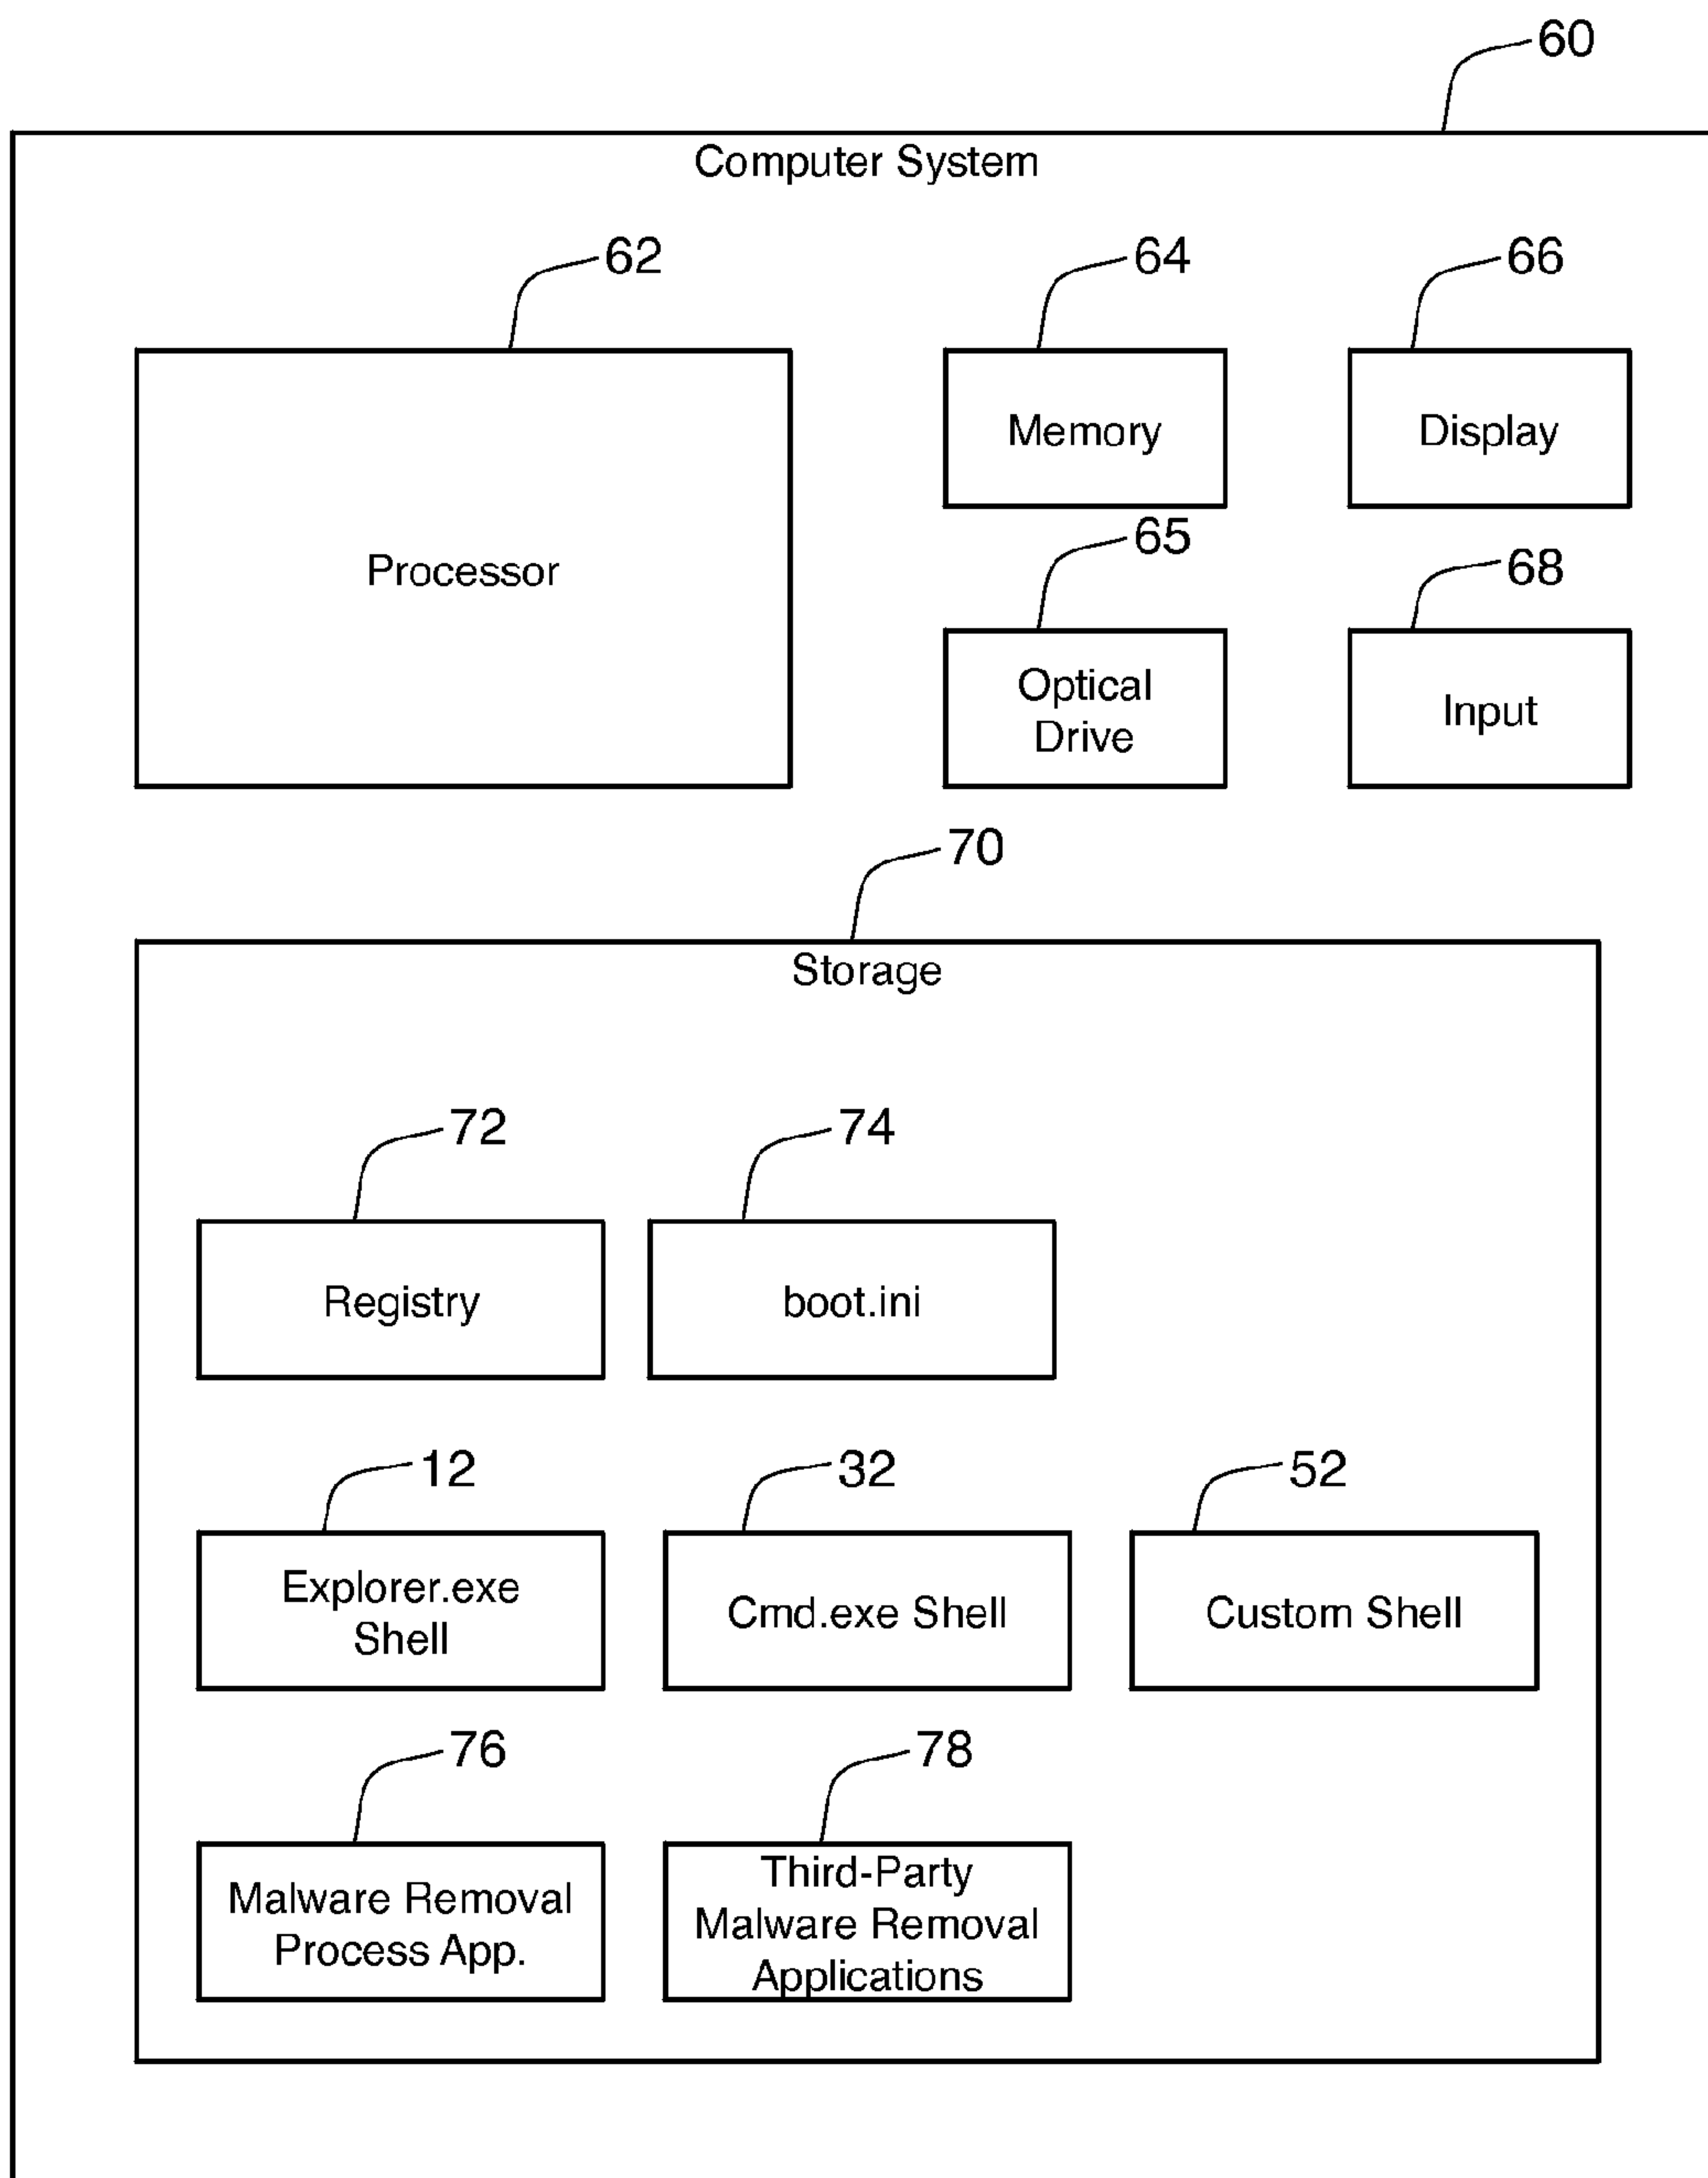 60
Computer System
62
64
66
Processor
Memory
Display
65
68
Optical
Drive
Input
70
Storage
72
74
Registry
boot.ini
12
32
52
Explorer.exe
Shell
Cmd.exe Shell
Custom Shell
76
78
Malware Removal
Process App.
Third-Party
Malware Removal
Applications